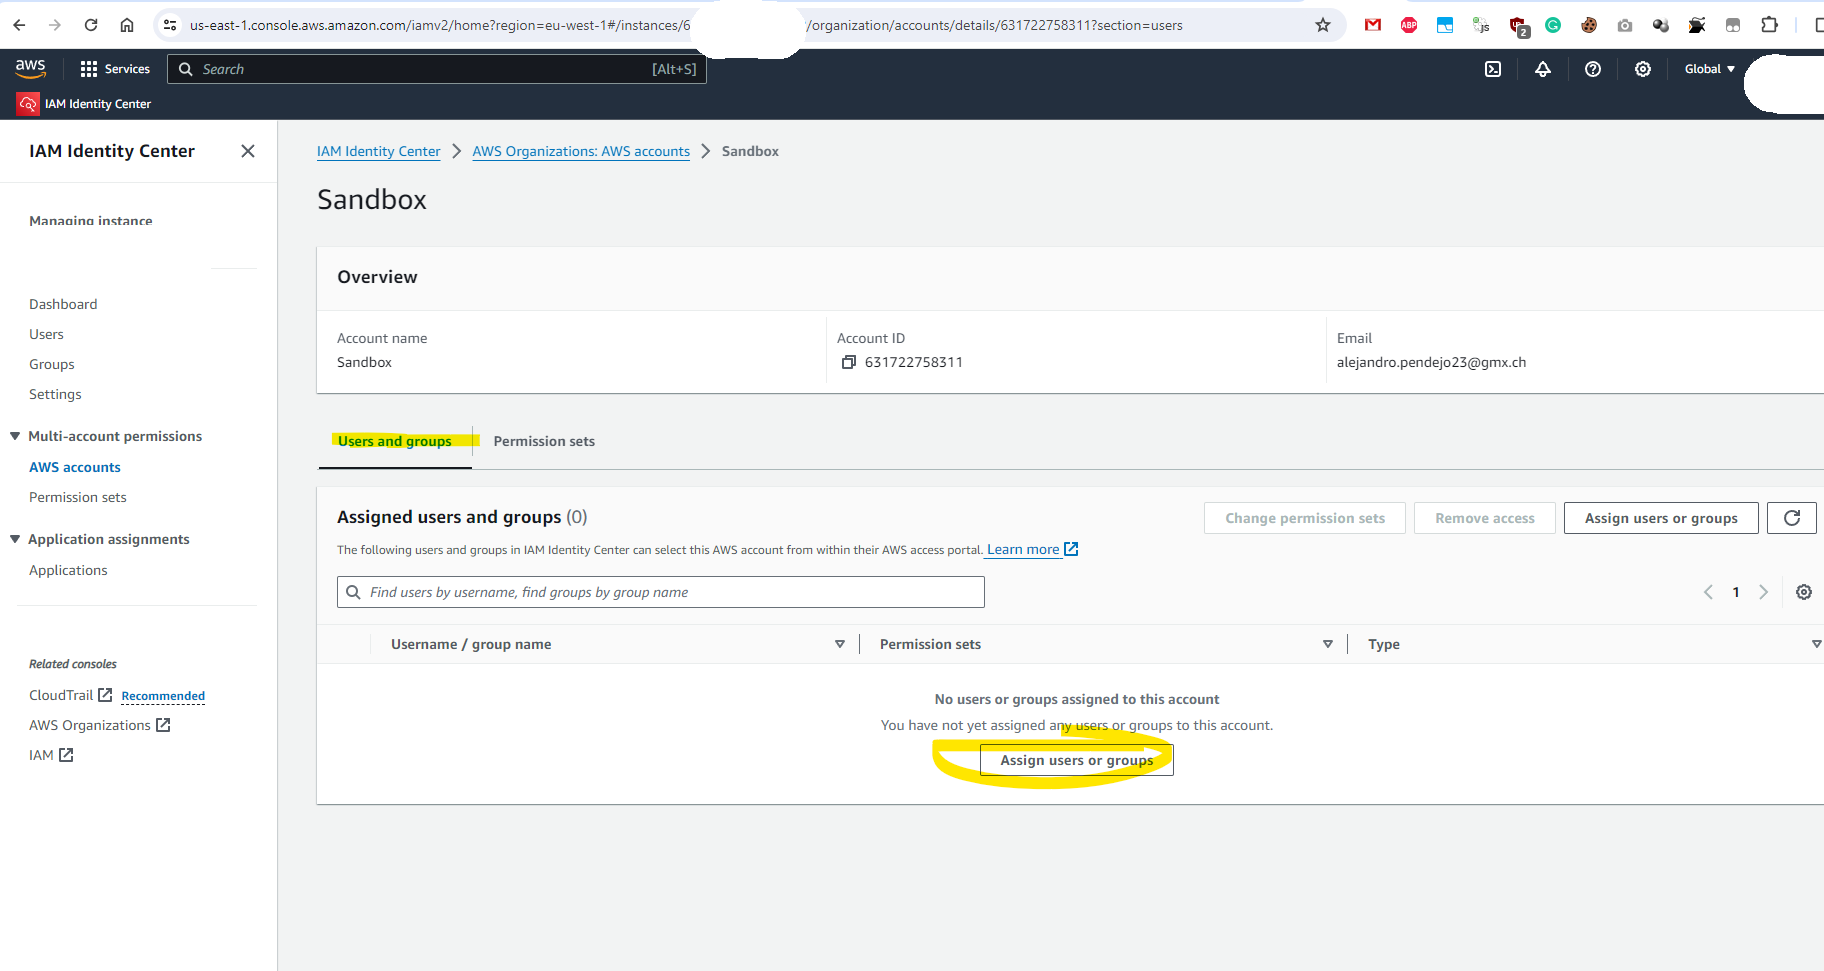 us-east-1.console.aws.amazon.com/iamv2/home?region=eu-west-1#/instances/6 /organization/accounts/details/631722758311?section=users
ABP
JS
2
aws Services Search [Alt+S] Global
IAM Identity Center
IAM Identity Center
Managing instance
Dashboard
Users
Groups
Settings
Multi-account permissions
AWS accounts
Permission sets
Application assignments
Applications
Related consoles
CloudTrail Recommended
AWS Organizations
IAM
IAM Identity Center > AWS Organizations: AWS accounts > Sandbox
Sandbox
Overview
Account name
Sandbox
Account ID
631722758311
Email
alejandro.pendejo23@gmx.ch
Users and groups Permission sets
Assigned users and groups (0)
Change permission sets Remove access Assign users or groups
The following users and groups in IAM Identity Center can select this AWS account from within their AWS access portal. Learn more
Find users by username, find groups by group name
1
Username / group name Permission sets Type
No users or groups assigned to this account
You have not yet assigned any users or groups to this account.
Assign users or groups